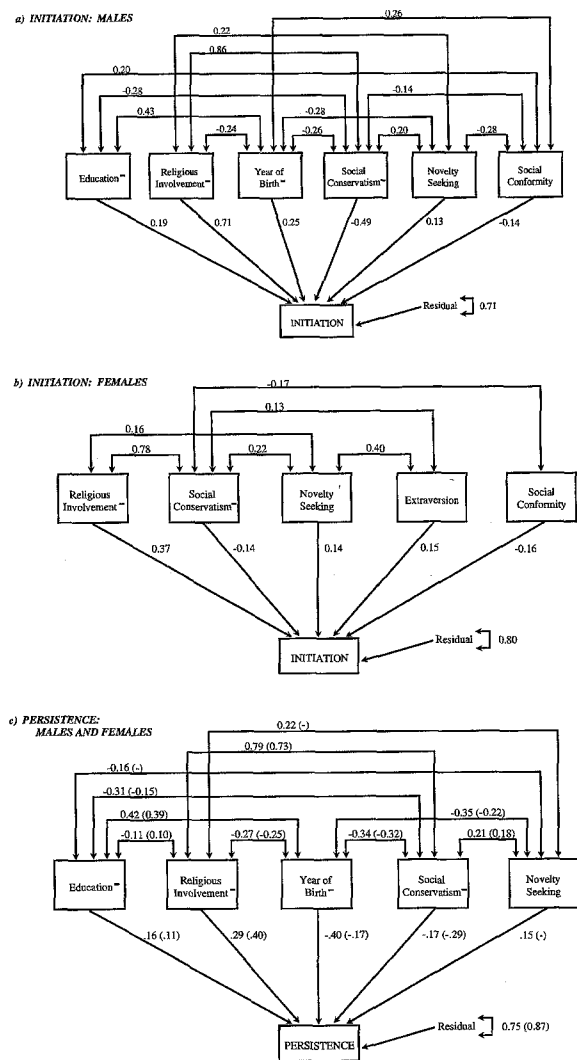 a) INITIATION: MALES
0.26
0.22
0.86
0.20
-0.28
-0.14
0.43
-0.28
-0.24
-0.26
0.20
-0.28
Education⁻
Religious
Involvement⁻
Year of
Birth⁻
Social
Conservatism⁻
Novelty
Seeking
Social
Conformity
0.19
0.71
0.25
-0.49
0.13
-0.14
Residual
0.71
INITIATION
b) INITIATION: FEMALES
-0.17
0.13
0.16
0.78
0.22
0.40
Religious
Involvement⁻
Social
Conservatism⁻
Novelty
Seeking
Extraversion
Social
Conformity
0.37
-0.14
0.14
0.15
-0.16
Residual
0.80
INITIATION
c) PERSISTENCE:
MALES AND FEMALES
0.22 (-)
0.79 (0.73)
-0.16 (-)
-0.31 (-0.15)
0.42 (0.39)
-0.35 (-0.22)
-0.11 (0.10)
-0.27 (-0.25)
-0.34 (-0.32)
0.21 (0.18)
Education⁻
Religious
Involvement⁻
Year of
Birth⁻
Social
Conservatism⁻
Novelty
Seeking
.16 (.11)
.29 (.40)
-.40 (-.17)
-.17 (-.29)
.15 (-)
Residual
0.75 (0.87)
PERSISTENCE